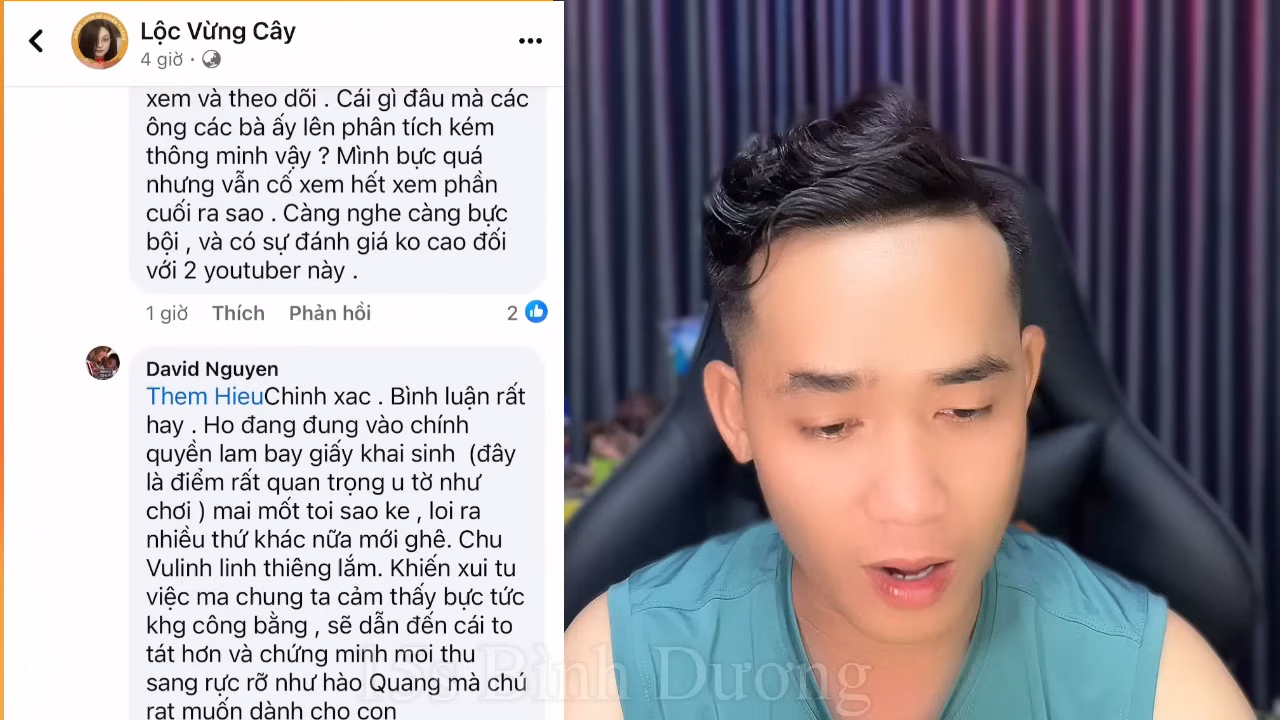 Lộc Vừng Cây
4 giờ ·
xem và theo dõi . Cái gì đâu mà các
ông các bà ấy lên phân tích kém
thông minh vậy ? Mình bực quá
nhưng vẫn cố xem hết xem phần
cuối ra sao . Càng nghe càng bực
bội , và có sự đánh giá ko cao đối
với 2 youtuber này .
1 giờ Thích Phản hồi 2
David Nguyen
Them HieuChinh xac . Bình luận rất
hay . Ho đang đung vào chính
quyền lam bay giấy khai sinh (đây
là điểm rất quan trọng u tờ như
chơi ) mai mốt toi sao ke , loi ra
nhiều thứ khác nữa mới ghê. Chu
Vulinh linh thiêng lắm. Khiến xui tu
việc ma chung ta cảm thấy bực tức
khg công bằng , sẽ dẫn đến cái to
tát hơn và chứng minh moi thu
sang rực rỡ như hào Quang mà chú
rat muốn dành cho con
Bình Dương